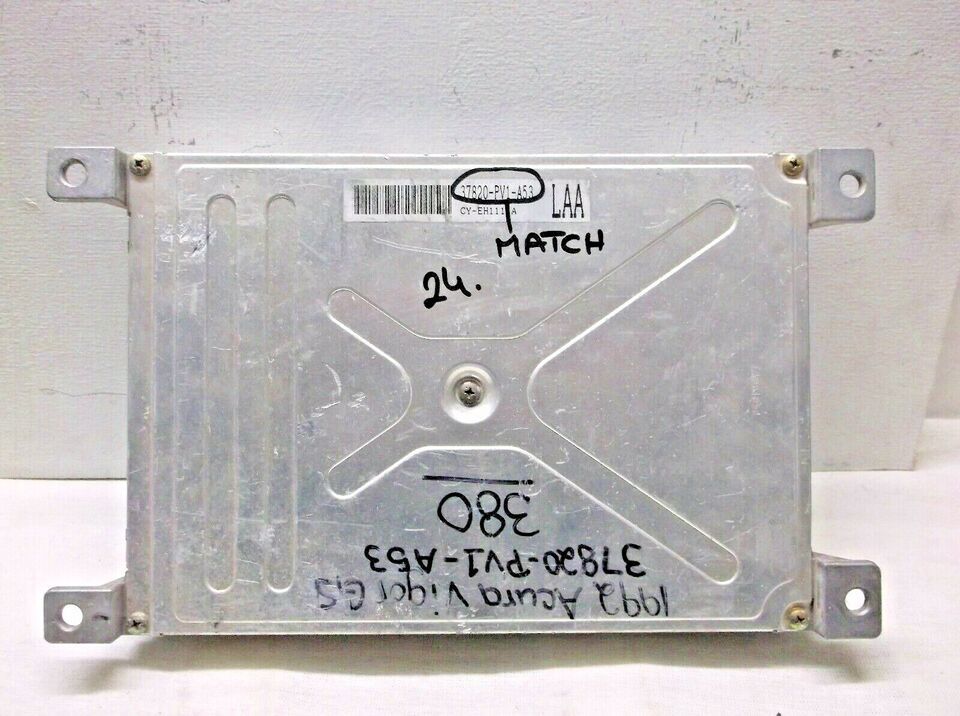 37820-PV1-A53
LAA
MATCH
24.
1992 Acura Vigor GS
37820-PV1-A53
380